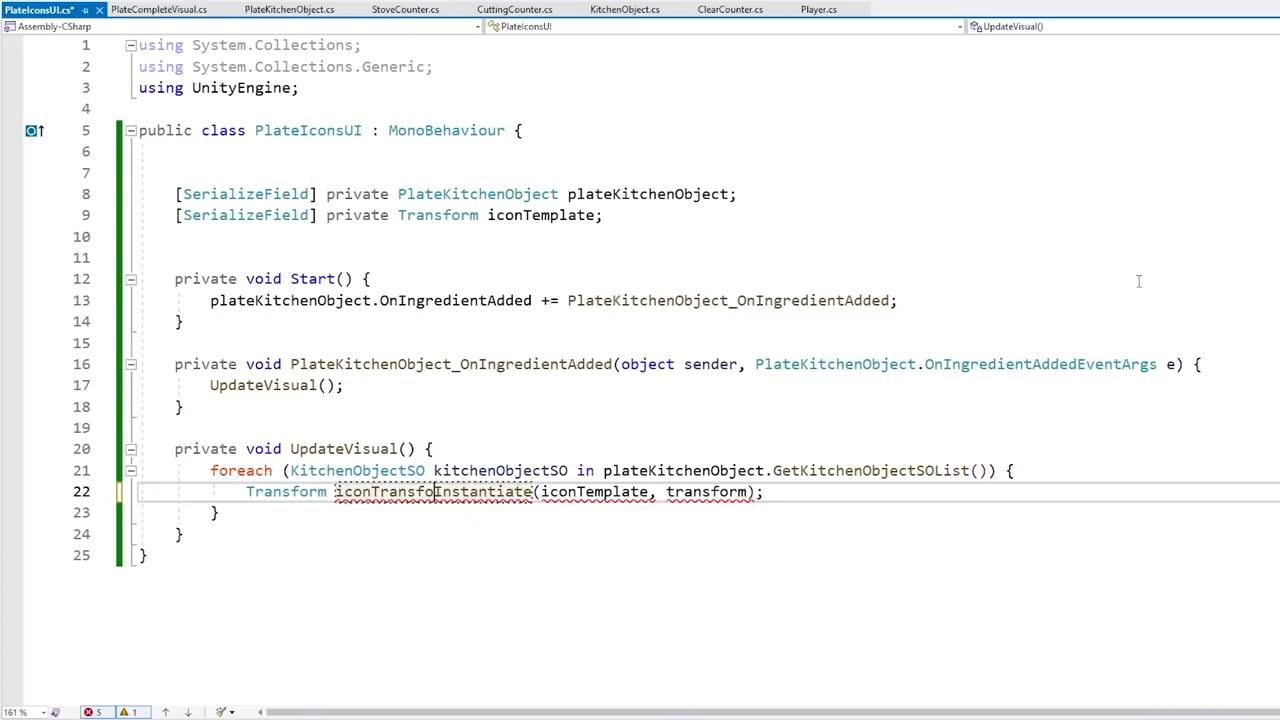 PlateIconsUI.cs* PlateCompleteVisual.cs PlateKitchenObject.cs StoveCounter.cs CuttingCounter.cs KitchenObject.cs ClearCounter.cs Player.cs
Assembly-CSharp PlateIconsUI UpdateVisual()
1 using System.Collections;
2 using System.Collections.Generic;
3 using UnityEngine;
4
5 public class PlateIconsUI : MonoBehaviour {
6
7
8 [SerializeField] private PlateKitchenObject plateKitchenObject;
9 [SerializeField] private Transform iconTemplate;
10
11
12 private void Start() {
13 plateKitchenObject.OnIngredientAdded += PlateKitchenObject_OnIngredientAdded;
14 }
15
16 private void PlateKitchenObject_OnIngredientAdded(object sender, PlateKitchenObject.OnIngredientAddedEventArgs e) {
17 UpdateVisual();
18 }
19
20 private void UpdateVisual() {
21 foreach (KitchenObjectSO kitchenObjectSO in plateKitchenObject.GetKitchenObjectSOList()) {
22 Transform iconTransfoInstantiate(iconTemplate, transform);
23 }
24 }
25 }
161 % 5 1